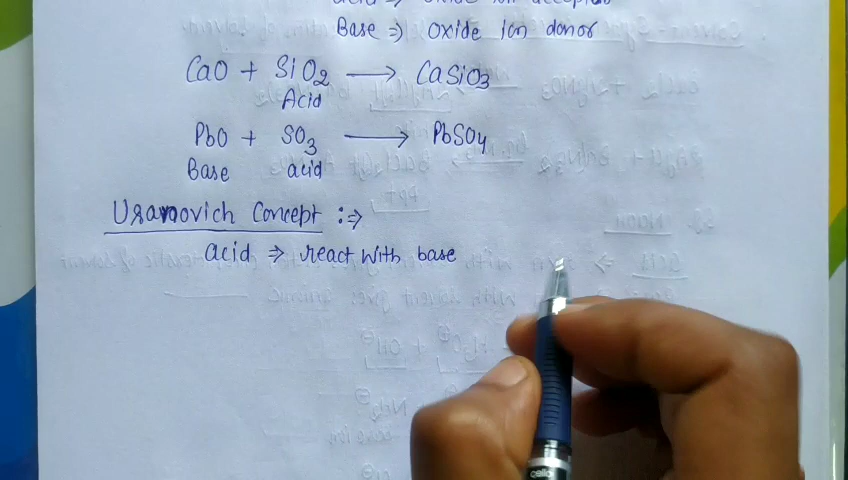 Base ⇒ oxide ion donor
CaO + SiO₂ ⟶ CaSiO₃
Acid
PbO + SO₃ ⟶ PbSO₄
Base acid
Usanovich Concept :⇒
acid ⇒ react with base
cello